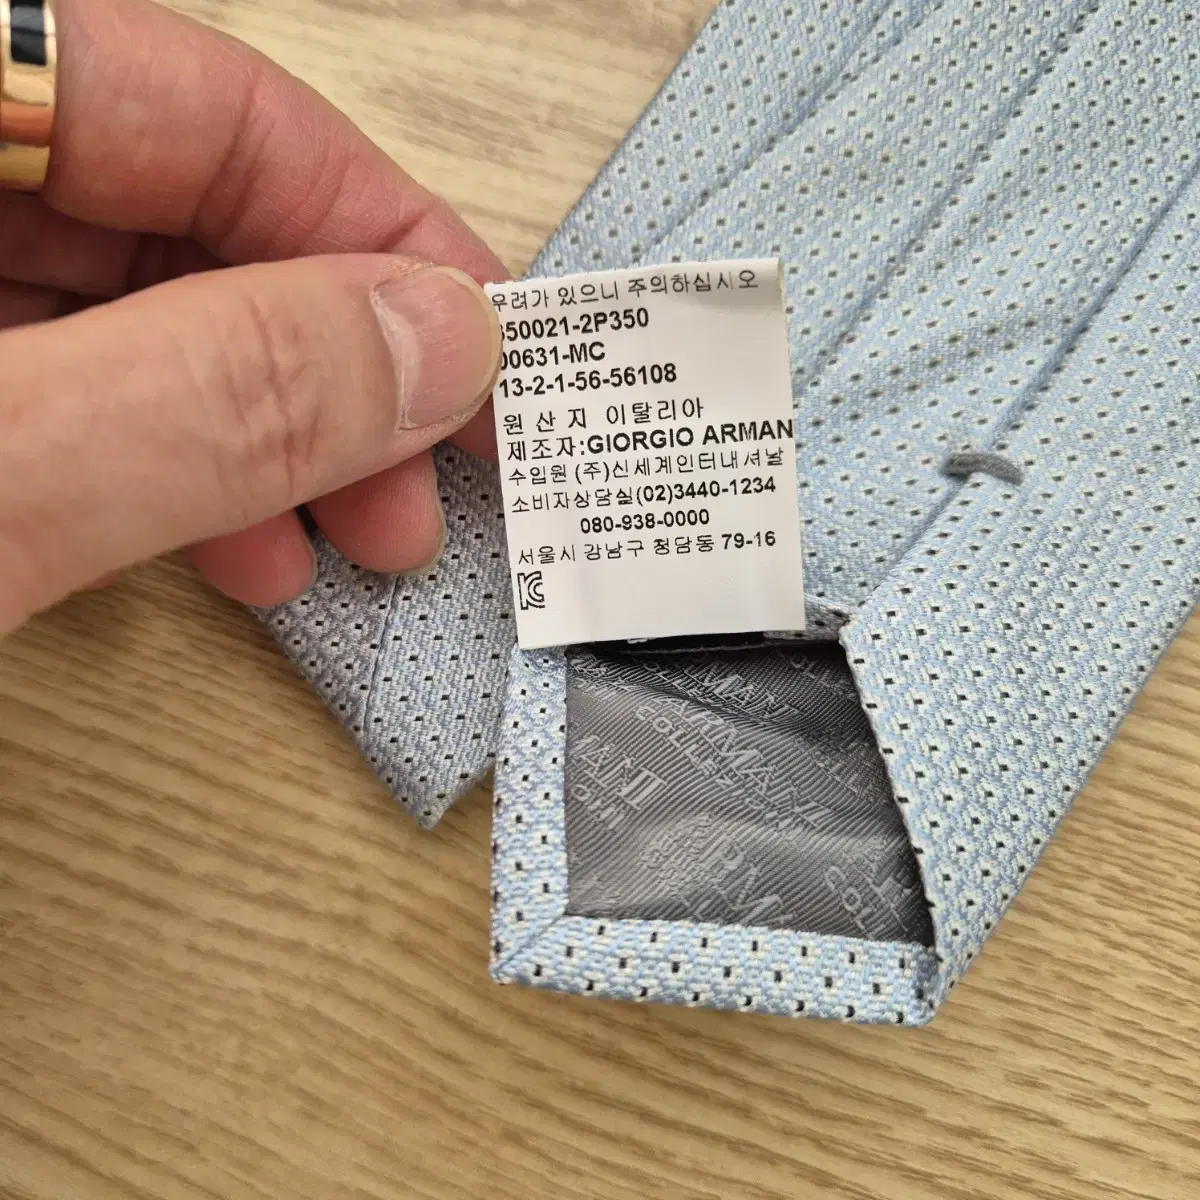 우려가 있으니 주의하십시오
50021-2P350
00631-MC
13-2-1-56-56108
원 산 지 이탈리아
제조자:GIORGIO ARMAN
수입원 (주)신세계인터내셔날
소비자상담실(02)3440-1234
080-938-0000
서울시 강남구 청담동 79-16
ARMANI
COLLEZIONI